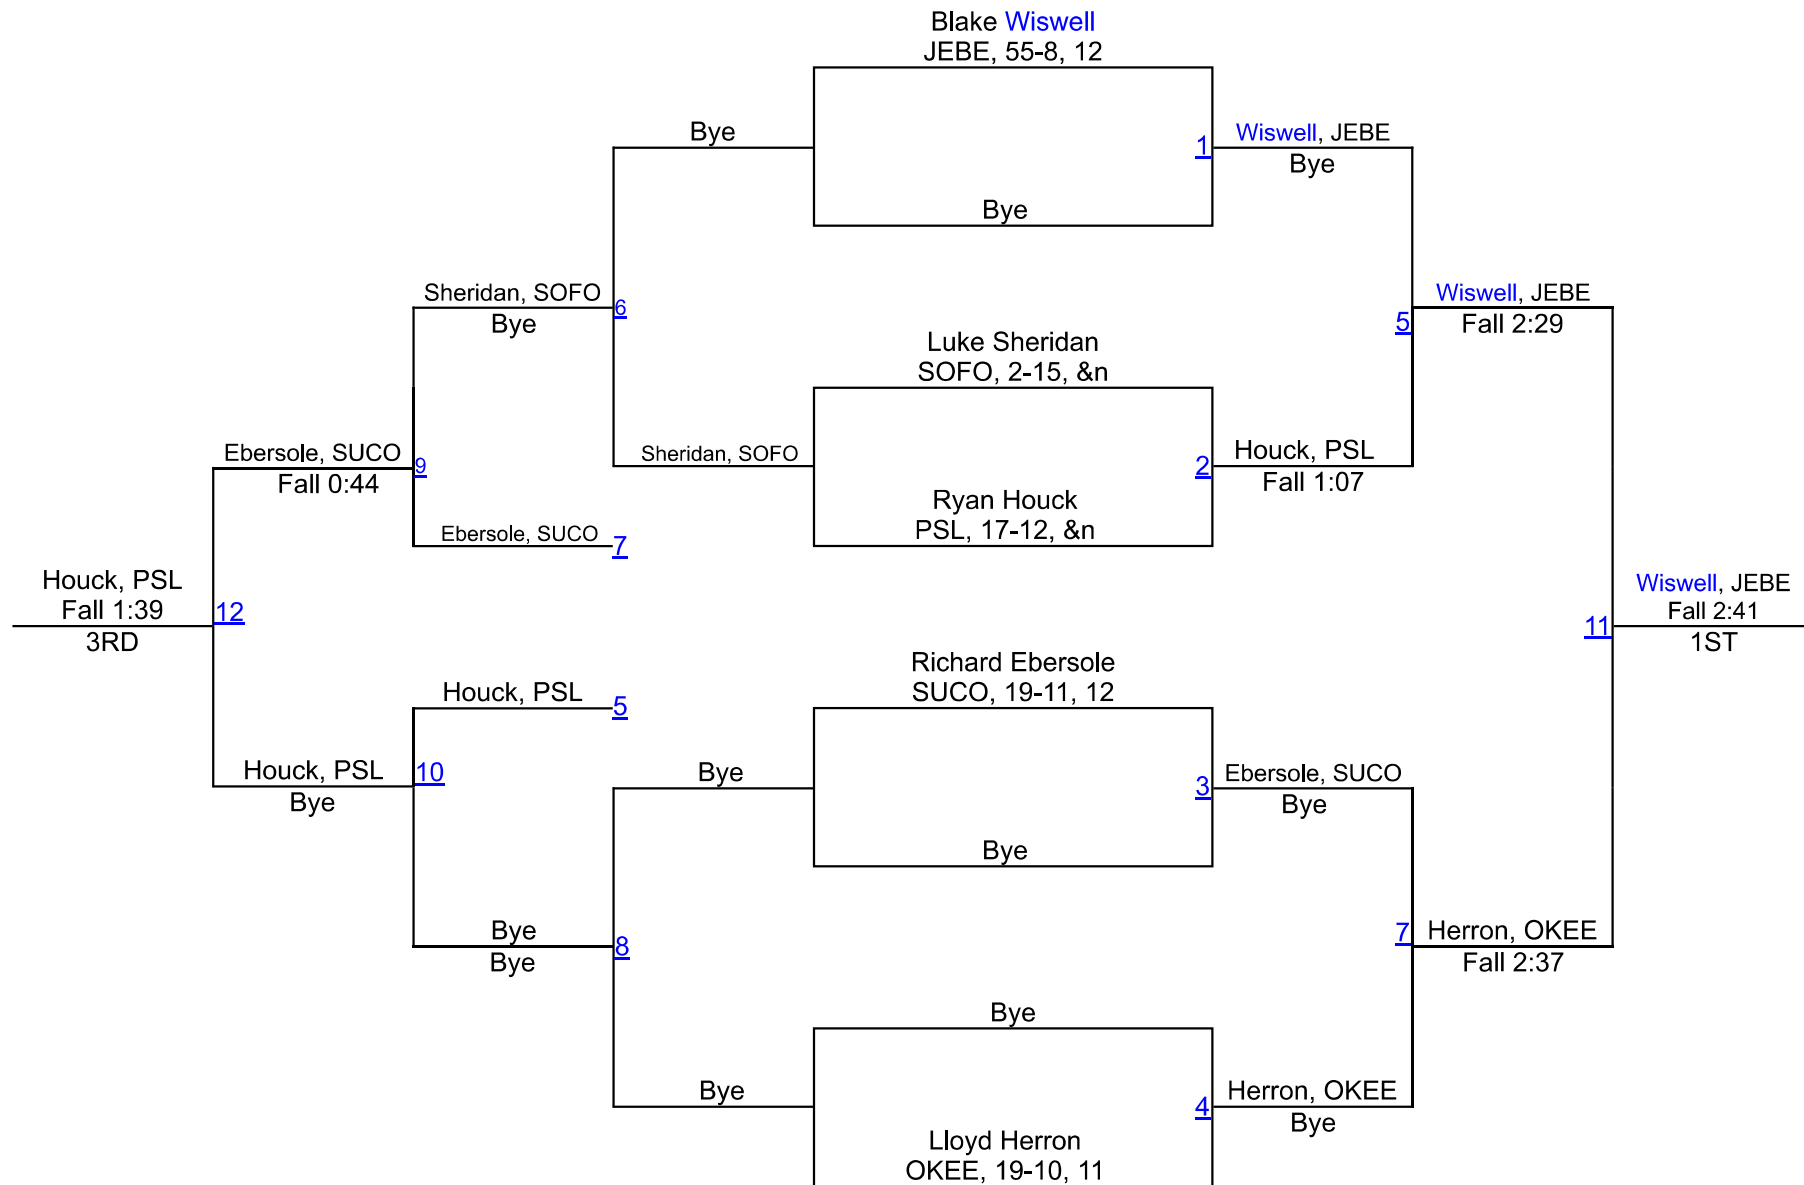 Blake Wiswell
JEBE, 55-8, 12
Bye
1
Wiswell, JEBE
Bye
Bye
Sheridan, SOFO
Bye
6
Wiswell, JEBE
Fall 2:29
5
Luke Sheridan
SOFO, 2-15, &n
Ebersole, SUCO
Fall 0:44
9
Sheridan, SOFO
2
Houck, PSL
Fall 1:07
Ryan Houck
PSL, 17-12, &n
Ebersole, SUCO
7
Houck, PSL
Fall 1:39
3RD
12
Wiswell, JEBE
Fall 2:41
1ST
11
Richard Ebersole
SUCO, 19-11, 12
Houck, PSL
5
Houck, PSL
Bye
10
Bye
3
Ebersole, SUCO
Bye
Bye
Bye
Bye
8
7
Herron, OKEE
Fall 2:37
Bye
Bye
4
Herron, OKEE
Bye
Lloyd Herron
OKEE, 19-10, 11